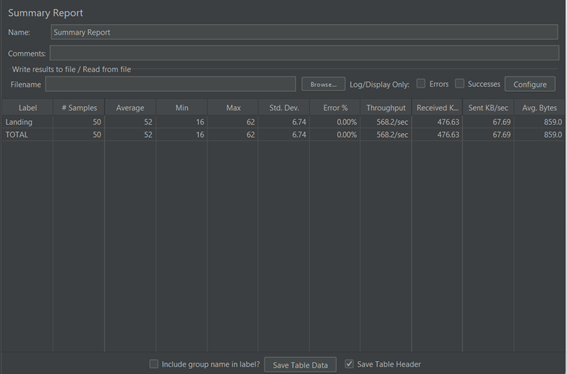 Summary Report
Name: Summary Report
Comments:
Write results to file / Read from file
Filename Browse... Log/Display Only: Errors Successes Configure
Label # Samples Average Min Max Std. Dev. Error % Throughput Received K... Sent KB/sec Avg. Bytes
Landing 50 52 16 62 6.74 0.00% 568.2/sec 476.63 67.69 859.0
TOTAL 50 52 16 62 6.74 0.00% 568.2/sec 476.63 67.69 859.0
Include group name in label? Save Table Data Save Table Header